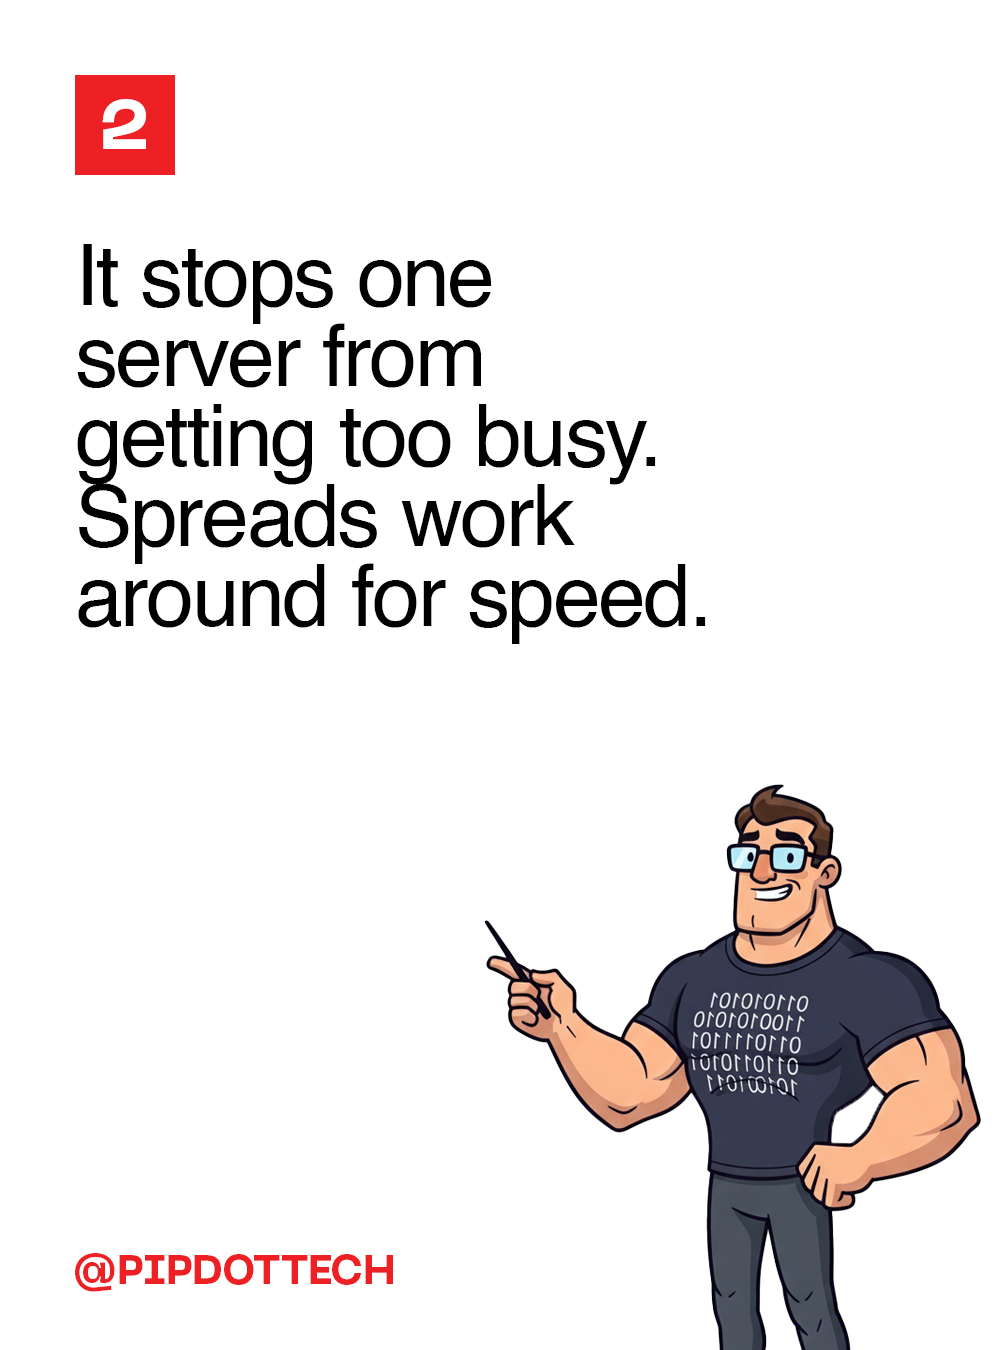 2
It stops one
server from
getting too busy.
Spreads work
around for speed.
@PIPDOTTECH